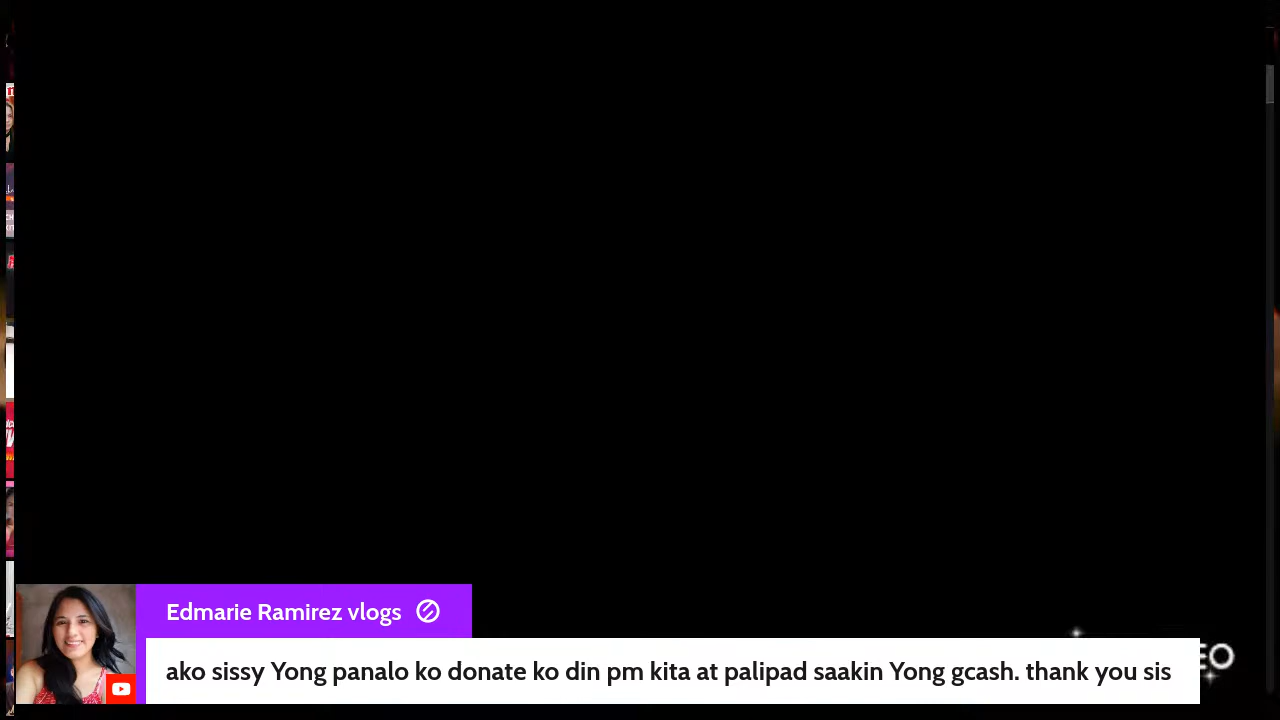 Edmarie Ramirez vlogs
ako sissy Yong panalo ko donate ko din pm kita at palipad saakin Yong gcash. thank you sis
EO